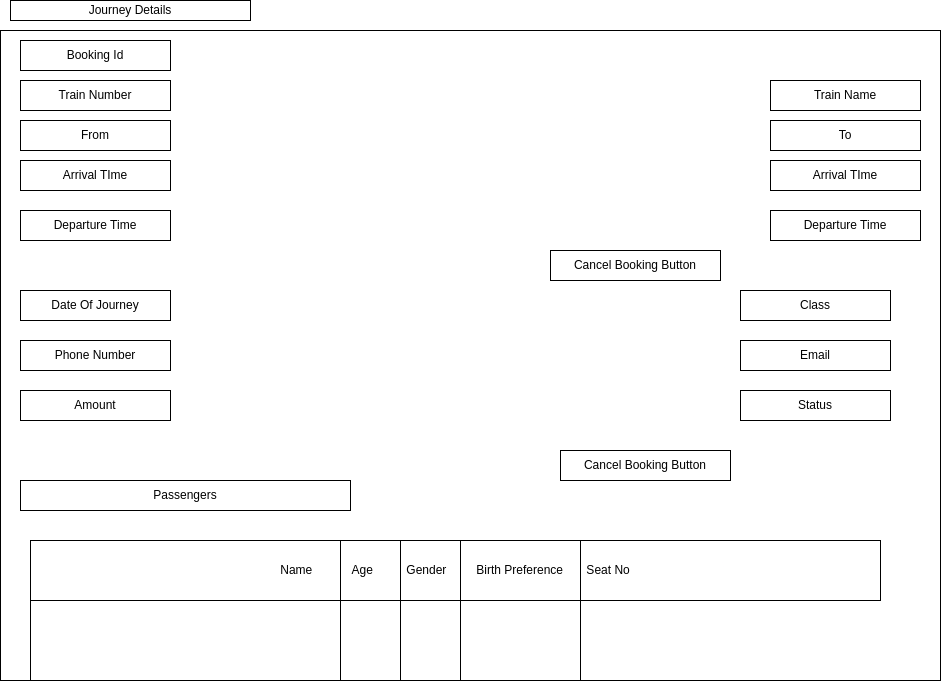 Journey Details
Booking Id
Train Number
Train Name
From
To
Arrival TIme
Arrival TIme
Departure Time
Departure Time
Cancel Booking Button
Date Of Journey
Class
Phone Number
Email
Amount
Status
Cancel Booking Button
Passengers
Name Age Gender Birth Preference Seat No